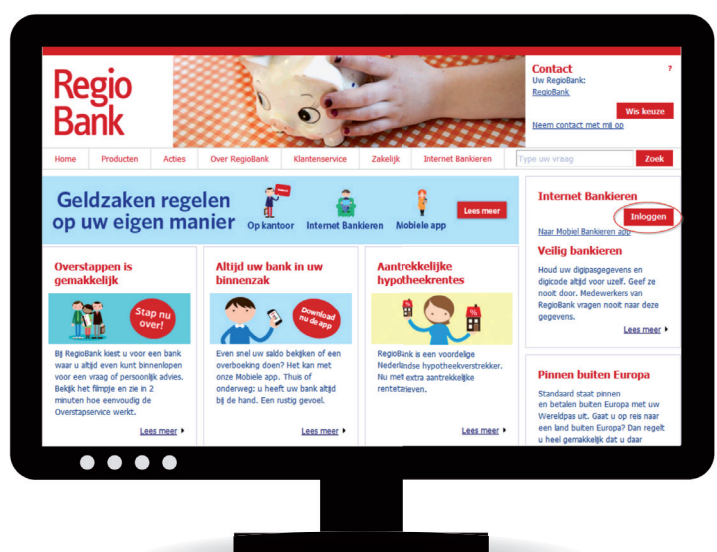 Regio
Bank
Contact
?
Uw RegioBank:
RegioBank
Wis keuze
Neem contact met mij op
Home
Producten
Acties
Over RegioBank
Klantenservice
Zakelijk
Internet Bankieren
Type uw vraag
Zoek
Geldzaken regelen
op uw eigen manier
Op kantoor
Internet Bankieren
Mobiele app
Lees meer
Internet Bankieren
Inloggen
Naar Mobiel Bankieren app
Veilig bankieren
Houd uw digipasgegevens en
digicode altijd voor uzelf. Geef ze
nooit door. Medewerkers van
RegioBank vragen nooit naar deze
gegevens.
Lees meer
Overstappen is
gemakkelijk
Stap nu
over!
Bij RegioBank kiest u voor een bank
waar u altijd even kunt binnenlopen
voor een vraag of persoonlijk advies.
Bekijk het filmpje en zie in 2
minuten hoe eenvoudig de
Overstapservice werkt.
Lees meer
Altijd uw bank in uw
binnenzak
Download
nu de app
Even snel uw saldo bekijken of een
overboeking doen? Het kan met
onze Mobiele app. Thuis of
onderweg: u heeft uw bank altijd
bij de hand. Een rustig gevoel.
Lees meer
Aantrekkelijke
hypotheekrentes
%
%
RegioBank is een voordelige
Nederlandse hypotheekverstrekker.
Nu met extra aantrekkelijke
rentetarieven.
Lees meer
Pinnen buiten Europa
Standaard staat pinnen
en betalen buiten Europa met uw
Wereldpas uit. Gaat u op reis naar
een land buiten Europa? Dan regelt
u heel gemakkelijk dat u daar